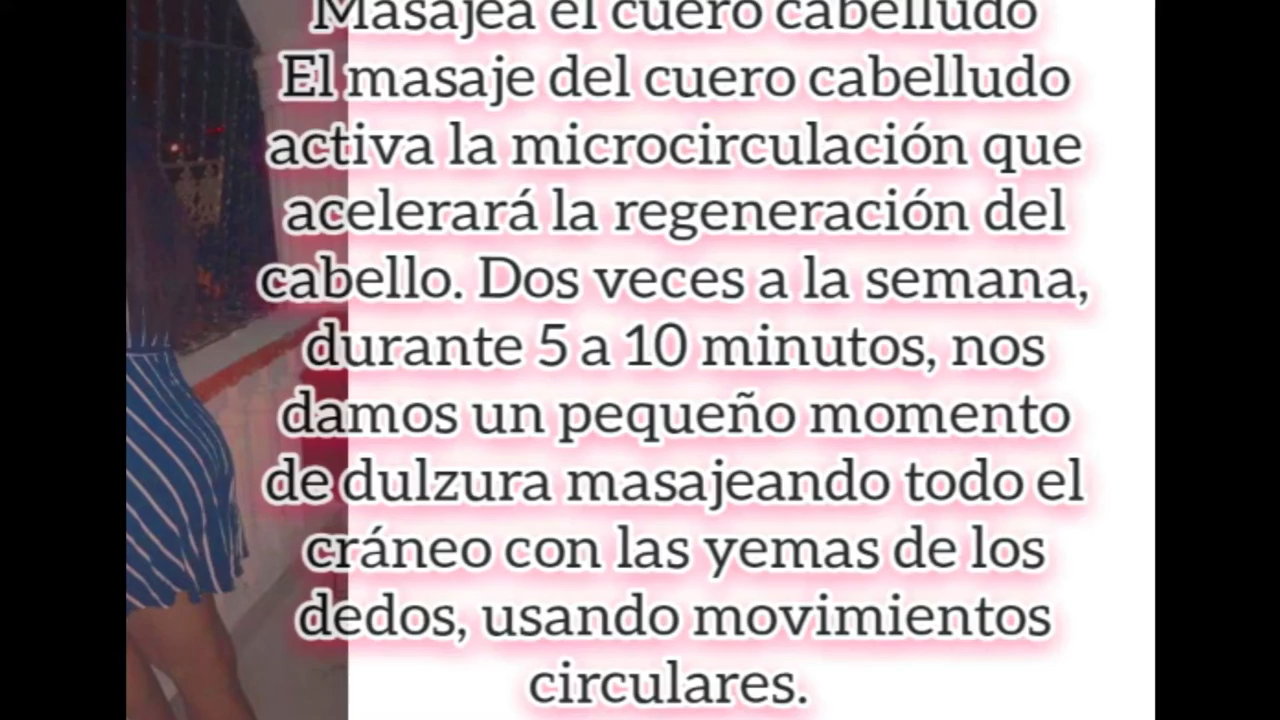 Masajea el cuero cabelludo
El masaje del cuero cabelludo
activa la microcirculación que
acelerará la regeneración del
cabello. Dos veces a la semana,
durante 5 a 10 minutos, nos
damos un pequeño momento
de dulzura masajeando todo el
cráneo con las yemas de los
dedos, usando movimientos
circulares.